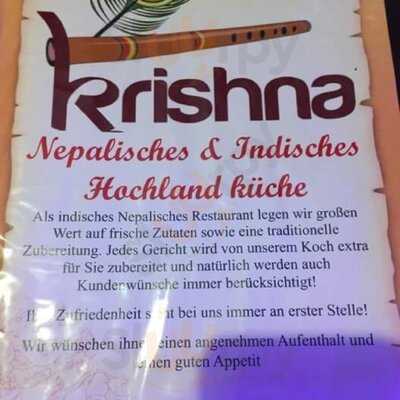 Krishna
Nepalisches & Indisches
Hochland küche
Als indisches Nepalisches Restaurant legen wir großen
Wert auf frische Zutaten sowie eine traditionelle
Zubereitung. Jedes Gericht wird von unserem Koch extra
für Sie zubereitet und natürlich werden auch
Kundenwünsche immer berücksichtigt!
Zufriedenheit bei uns immer an erster Stelle!
Wir wünschen ihne einen angenehmen Aufenthalt und
guten Appetit